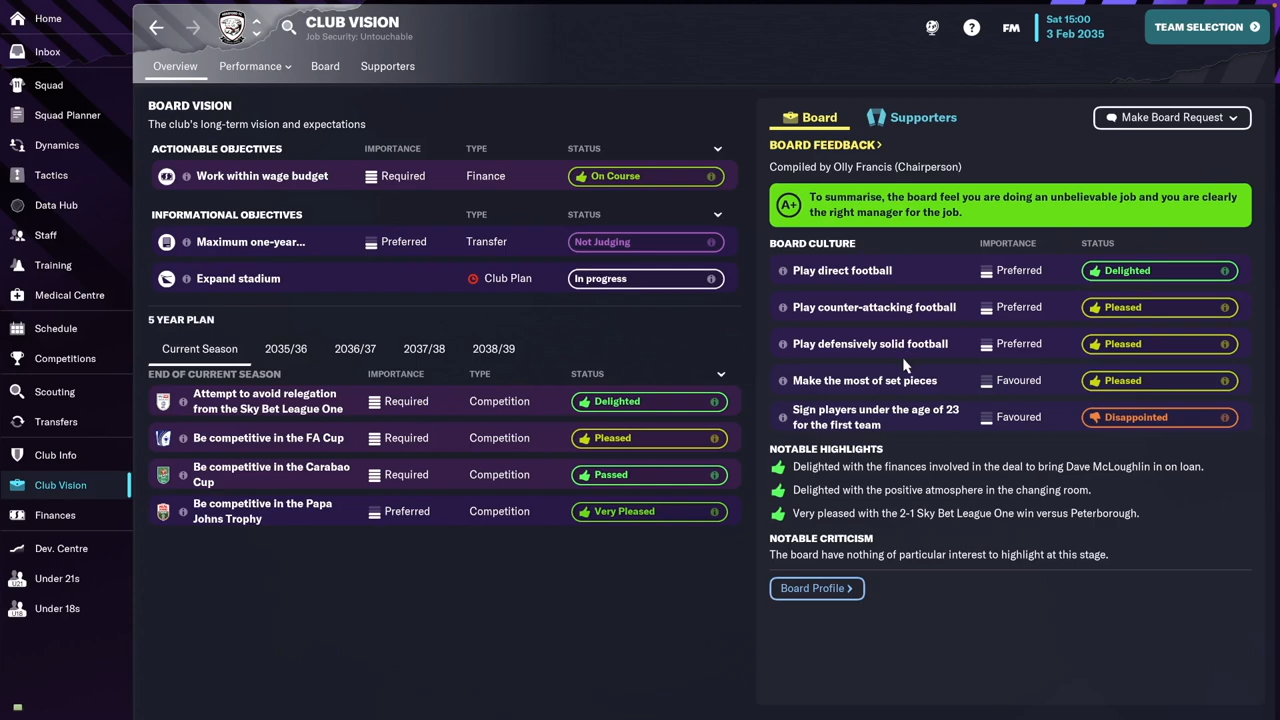 Home
Inbox
Squad
Squad Planner
Dynamics
Tactics
Data Hub
Staff
Training
Medical Centre
Schedule
Competitions
Scouting
Transfers
Club Info
Club Vision
Finances
Dev. Centre
U21
Under 21s
U18
Under 18s
CLUB VISION
Job Security: Untouchable
FM
Sat 15:00
3 Feb 2035
TEAM SELECTION
Overview
Performance
Board
Supporters
BOARD VISION
The club's long-term vision and expectations
ACTIONABLE OBJECTIVES IMPORTANCE TYPE STATUS
Work within wage budget Required Finance On Course
INFORMATIONAL OBJECTIVES TYPE STATUS
Maximum one-year... Preferred Transfer Not Judging
Expand stadium Club Plan In progress
5 YEAR PLAN
Current Season 2035/36 2036/37 2037/38 2038/39
END OF CURRENT SEASON IMPORTANCE TYPE STATUS
Attempt to avoid relegation
from the Sky Bet League One Required Competition Delighted
Be competitive in the FA Cup Required Competition Pleased
Be competitive in the Carabao
Cup Required Competition Passed
Be competitive in the Papa
Johns Trophy Preferred Competition Very Pleased
Board
Supporters
Make Board Request
BOARD FEEDBACK >
Compiled by Olly Francis (Chairperson)
A+
To summarise, the board feel you are doing an unbelievable job and you are clearly
the right manager for the job.
BOARD CULTURE IMPORTANCE STATUS
Play direct football Preferred Delighted
Play counter-attacking football Preferred Pleased
Play defensively solid football Preferred Pleased
Make the most of set pieces Favoured Pleased
Sign players under the age of 23
for the first team Favoured Disappointed
NOTABLE HIGHLIGHTS
Delighted with the finances involved in the deal to bring Dave McLoughlin in on loan.
Delighted with the positive atmosphere in the changing room.
Very pleased with the 2-1 Sky Bet League One win versus Peterborough.
NOTABLE CRITICISM
The board have nothing of particular interest to highlight at this stage.
Board Profile >